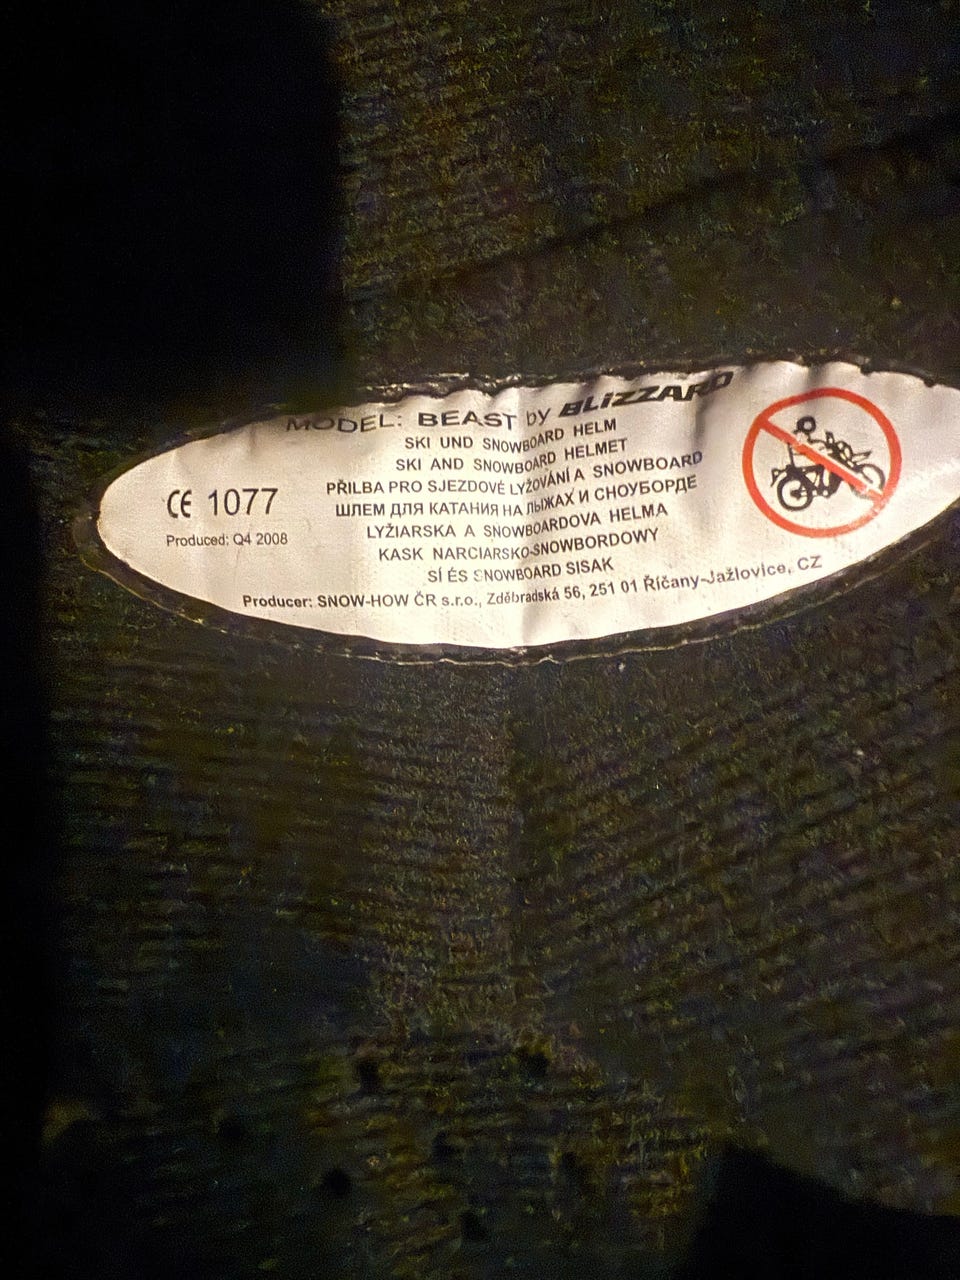 MODEL: BEAST by BLiZZARD
SKI UND SNOWBOARD HELM
SKI AND SNOWBOARD HELMET
PŘILBA PRO SJEZDOVÉ LYŽOVÁNÍ A SNOWBOARD
ШЛЕМ ДЛЯ КАТАНИЯ НА ЛЫЖАХ И СНОУБОРДЕ
LYŽIARSKA A SNOWBOARDOVA HELMA
KASK NARCIARSKO-SNOWBORDOWY
SÍ ÉS SNOWBOARD SISAK
CE 1077
Produced: Q4 2008
Producer: SNOW-HOW ČR s.r.o., Zděbradská 56, 251 01 Říčany-Jažlovice, CZ